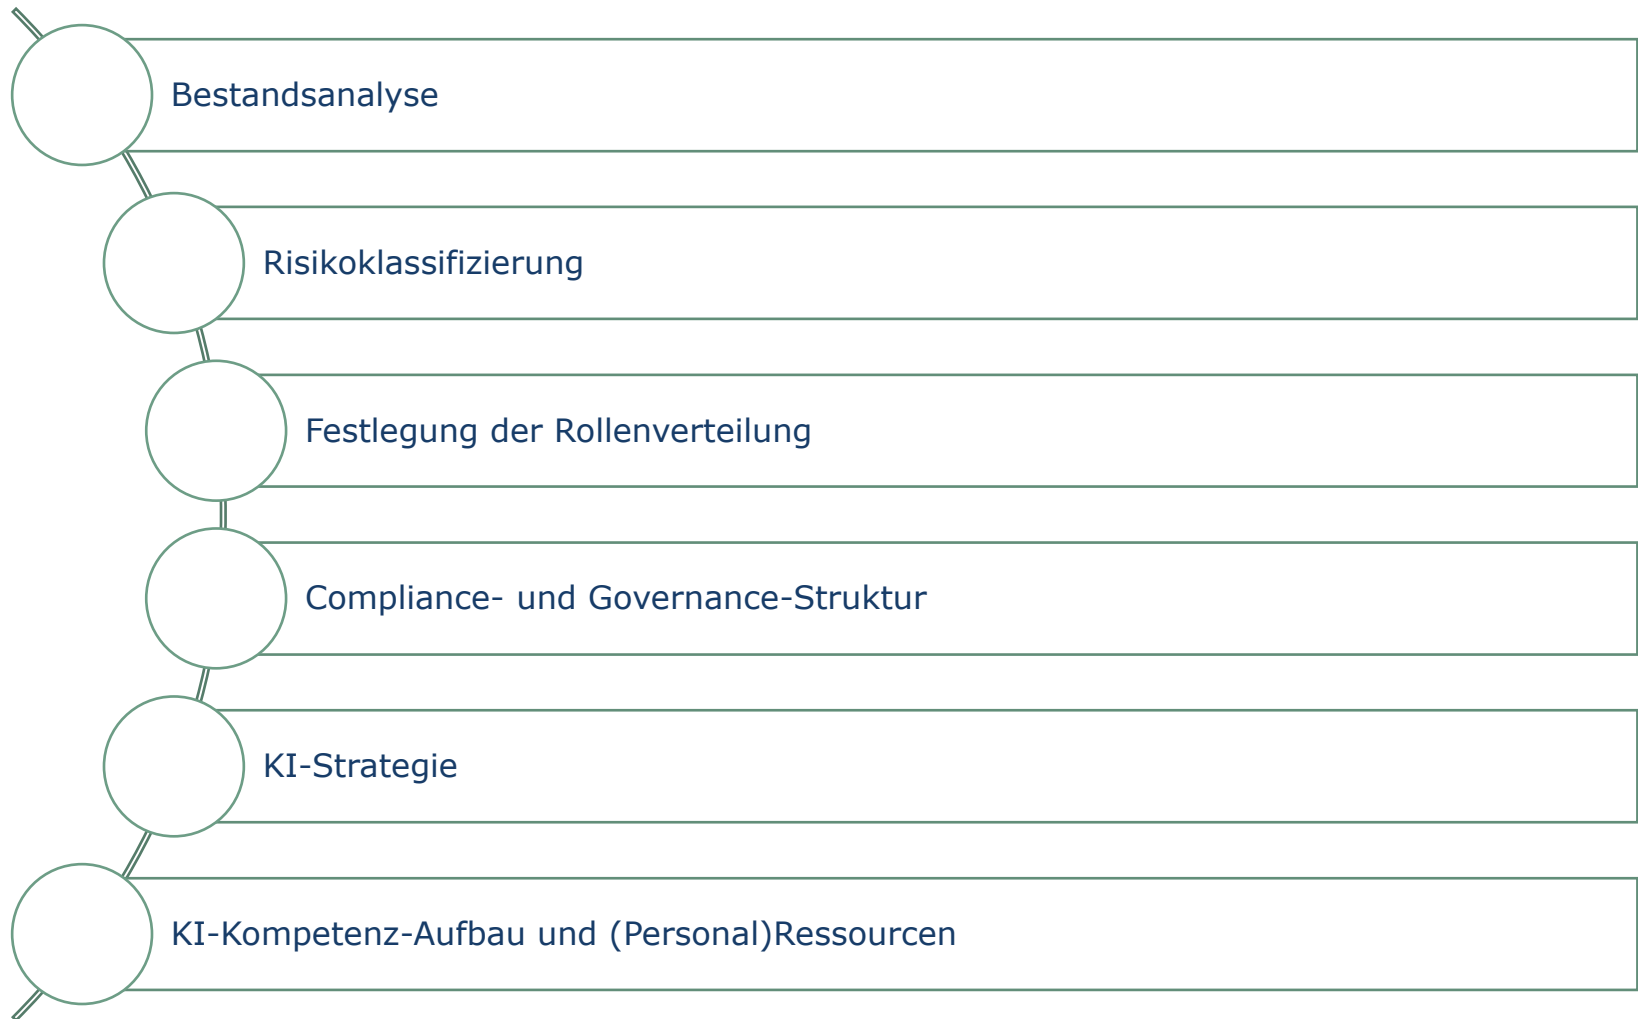 Bestandsanalyse
Risikoklassifizierung
Festlegung der Rollenverteilung
Compliance- und Governance-Struktur
KI-Strategie
KI-Kompetenz-Aufbau und (Personal)Ressourcen